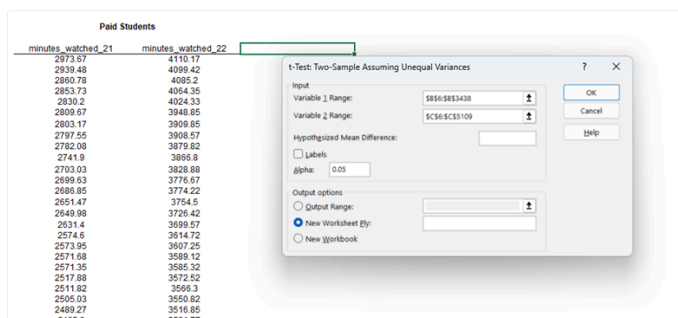 Paid Students
minutes_watched_21 minutes_watched_22
2973.67 4110.17
2939.48 4099.42
2860.78 4085.2
2853.73 4064.35
2830.2 4024.33
2809.67 3948.85
2803.17 3909.85
2797.55 3908.57
2782.08 3879.82
2741.9 3866.8
2703.03 3828.88
2699.63 3776.67
2686.85 3774.22
2651.47 3754.5
2649.98 3726.42
2631.4 3699.57
2574.6 3614.72
2573.95 3607.25
2571.68 3589.12
2571.35 3585.32
2517.88 3572.52
2511.82 3566.3
2505.03 3550.82
2489.27 3516.85
t-Test: Two-Sample Assuming Unequal Variances ? X
Input
Variable 1 Range: $B$6:$B$3438
Variable 2 Range: $C$6:$C$5109
Hypothesized Mean Difference:
Labels
Alpha: 0.05
OK
Cancel
Help
Output options
Output Range:
New Worksheet Ply:
New Workbook